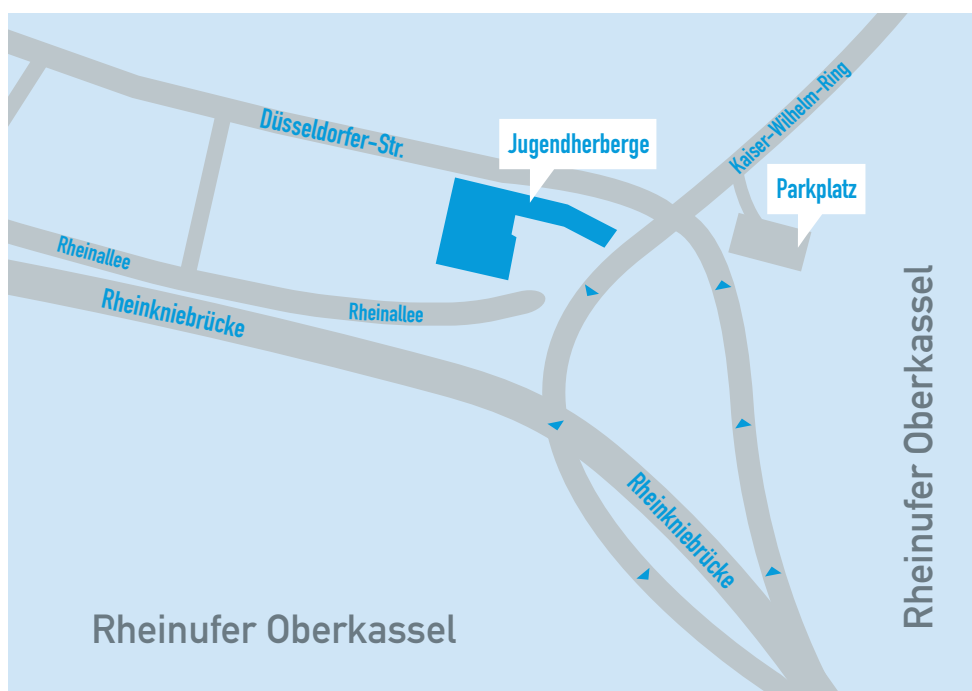 Kaiser-Wilhelm-Ring
Düsseldorfer-Str.
Jugendherberge
Parkplatz
Rheinallee
Rheinkniebrücke
Rheinallee
Rheinkniebrücke
Rheinufer Oberkassel
Rheinufer Oberkassel